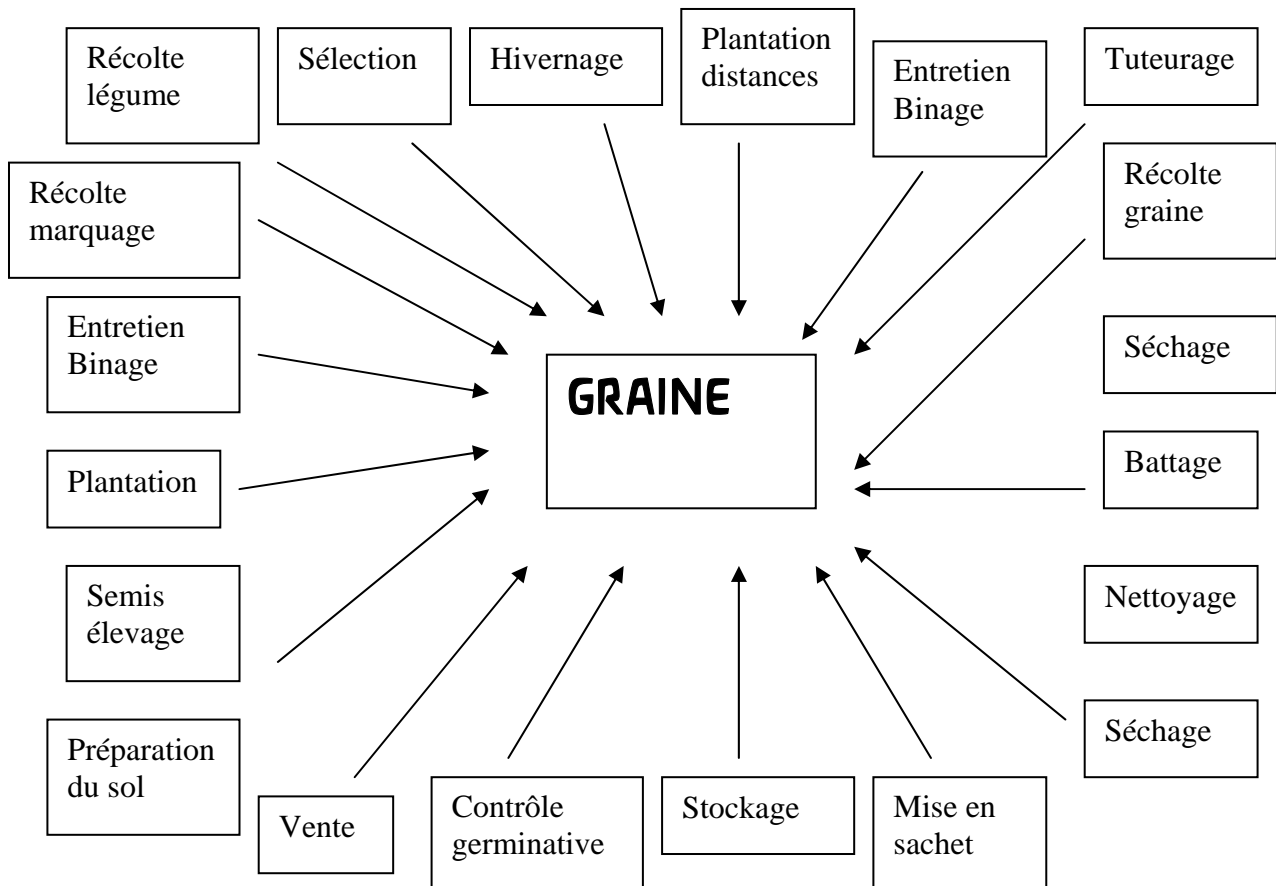 Récolte
légume
Sélection
Hivernage
Plantation
distances
Entretien
Binage
Tuteurage
Récolte
marquage
Récolte
graine
Entretien
Binage
GRAINE
Séchage
Plantation
Battage
Semis
élevage
Nettoyage
Préparation
du sol
Séchage
Vente
Contrôle
germinative
Stockage
Mise en
sachet